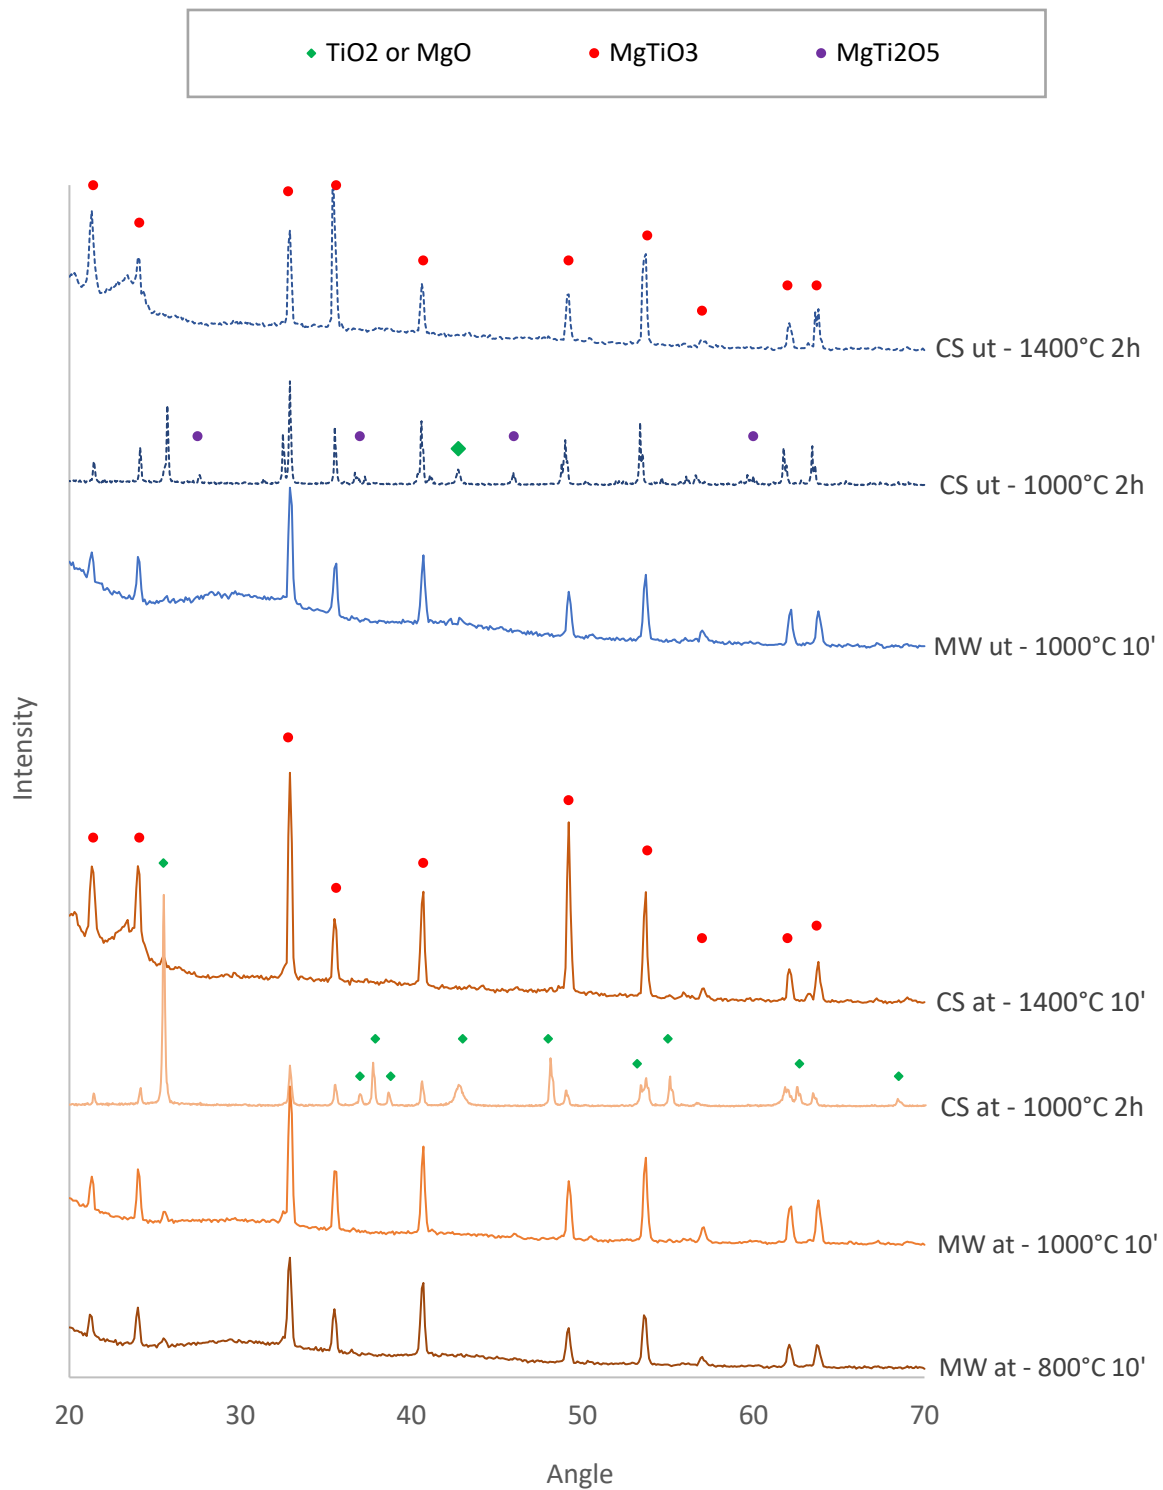 TiO2 or MgO MgTiO3 MgTi2O5
CS ut - 1400°C 2h
CS ut - 1000°C 2h
MW ut - 1000°C 10'
Intensity
CS at - 1400°C 10'
CS at - 1000°C 2h
MW at - 1000°C 10'
MW at - 800°C 10'
20 30 40 50 60 70
Angle